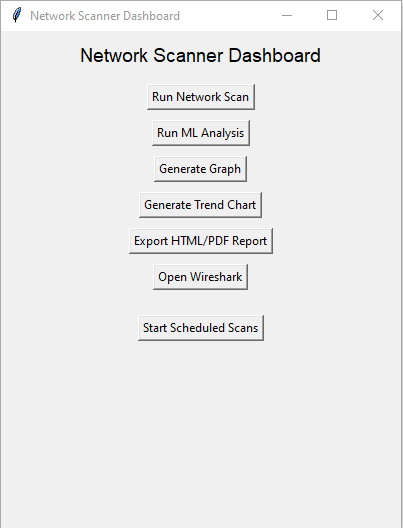 Network Scanner Dashboard
Network Scanner Dashboard
Run Network Scan
Run ML Analysis
Generate Graph
Generate Trend Chart
Export HTML/PDF Report
Open Wireshark
Start Scheduled Scans